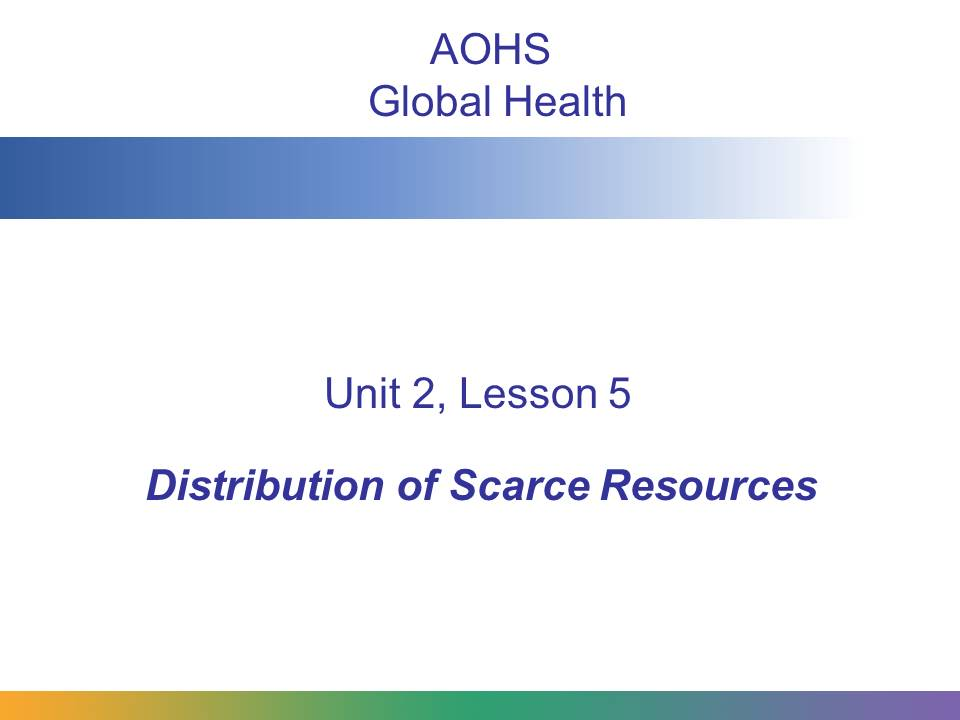 AOHS
Global Health
Unit 2, Lesson 5
Distribution of Scarce Resources